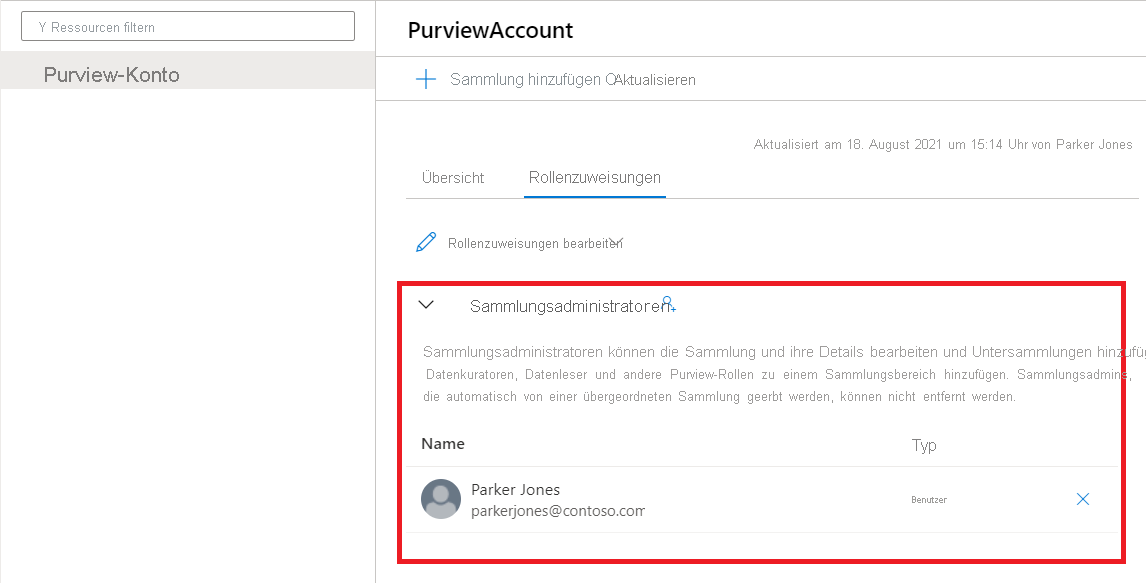 Y Ressourcen filtern
Purview-Konto
PurviewAccount
Sammlung hinzufügen Aktualisieren
Aktualisiert am 18. August 2021 um 15:14 Uhr von Parker Jones
Übersicht Rollenzuweisungen
Rollenzuweisungen bearbeiten
Sammlungsadministratoren
Sammlungsadministratoren können die Sammlung und ihre Details bearbeiten und Untersammlungen hinzufüg
Datenkuratoren, Datenleser und andere Purview-Rollen zu einem Sammlungsbereich hinzufügen. Sammlungsadmins,
die automatisch von einer übergeordneten Sammlung geerbt werden, können nicht entfernt werden.
Name Typ
Parker Jones
parkerjones@contoso.com
Benutzer